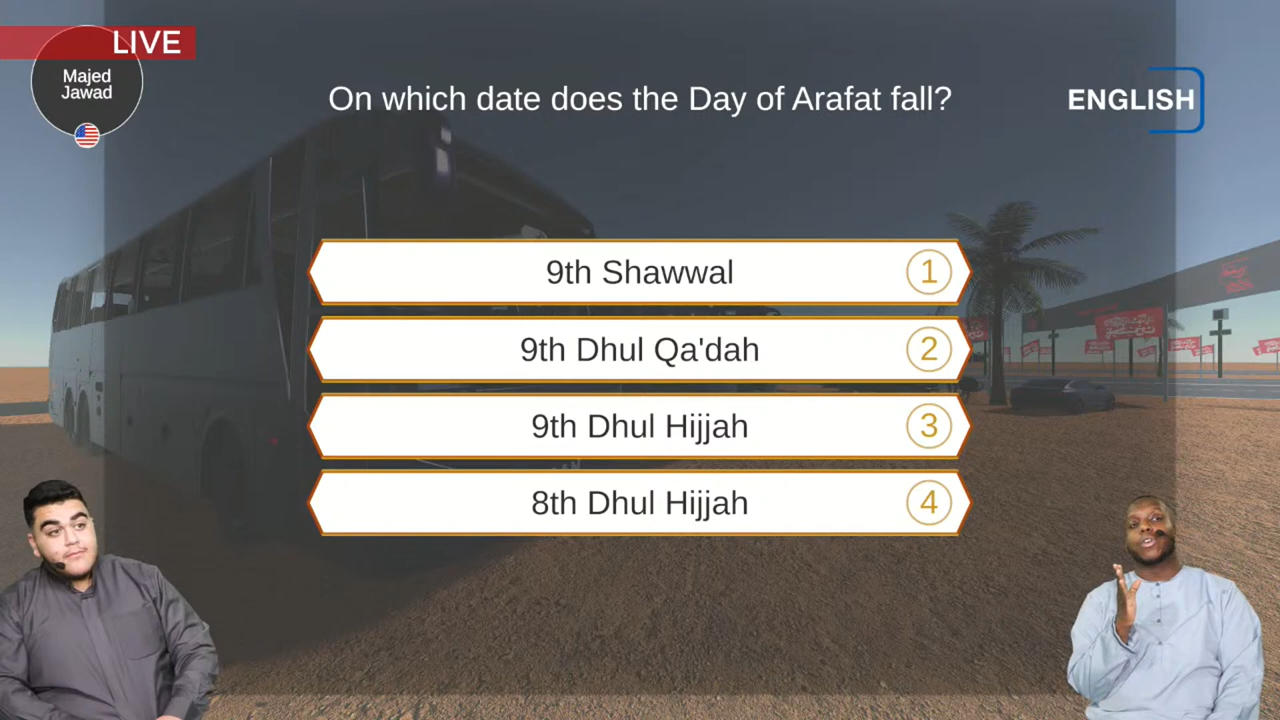 LIVE
Majed
Jawad
On which date does the Day of Arafat fall?
ENGLISH
9th Shawwal 1
9th Dhul Qa'dah 2
9th Dhul Hijjah 3
8th Dhul Hijjah 4